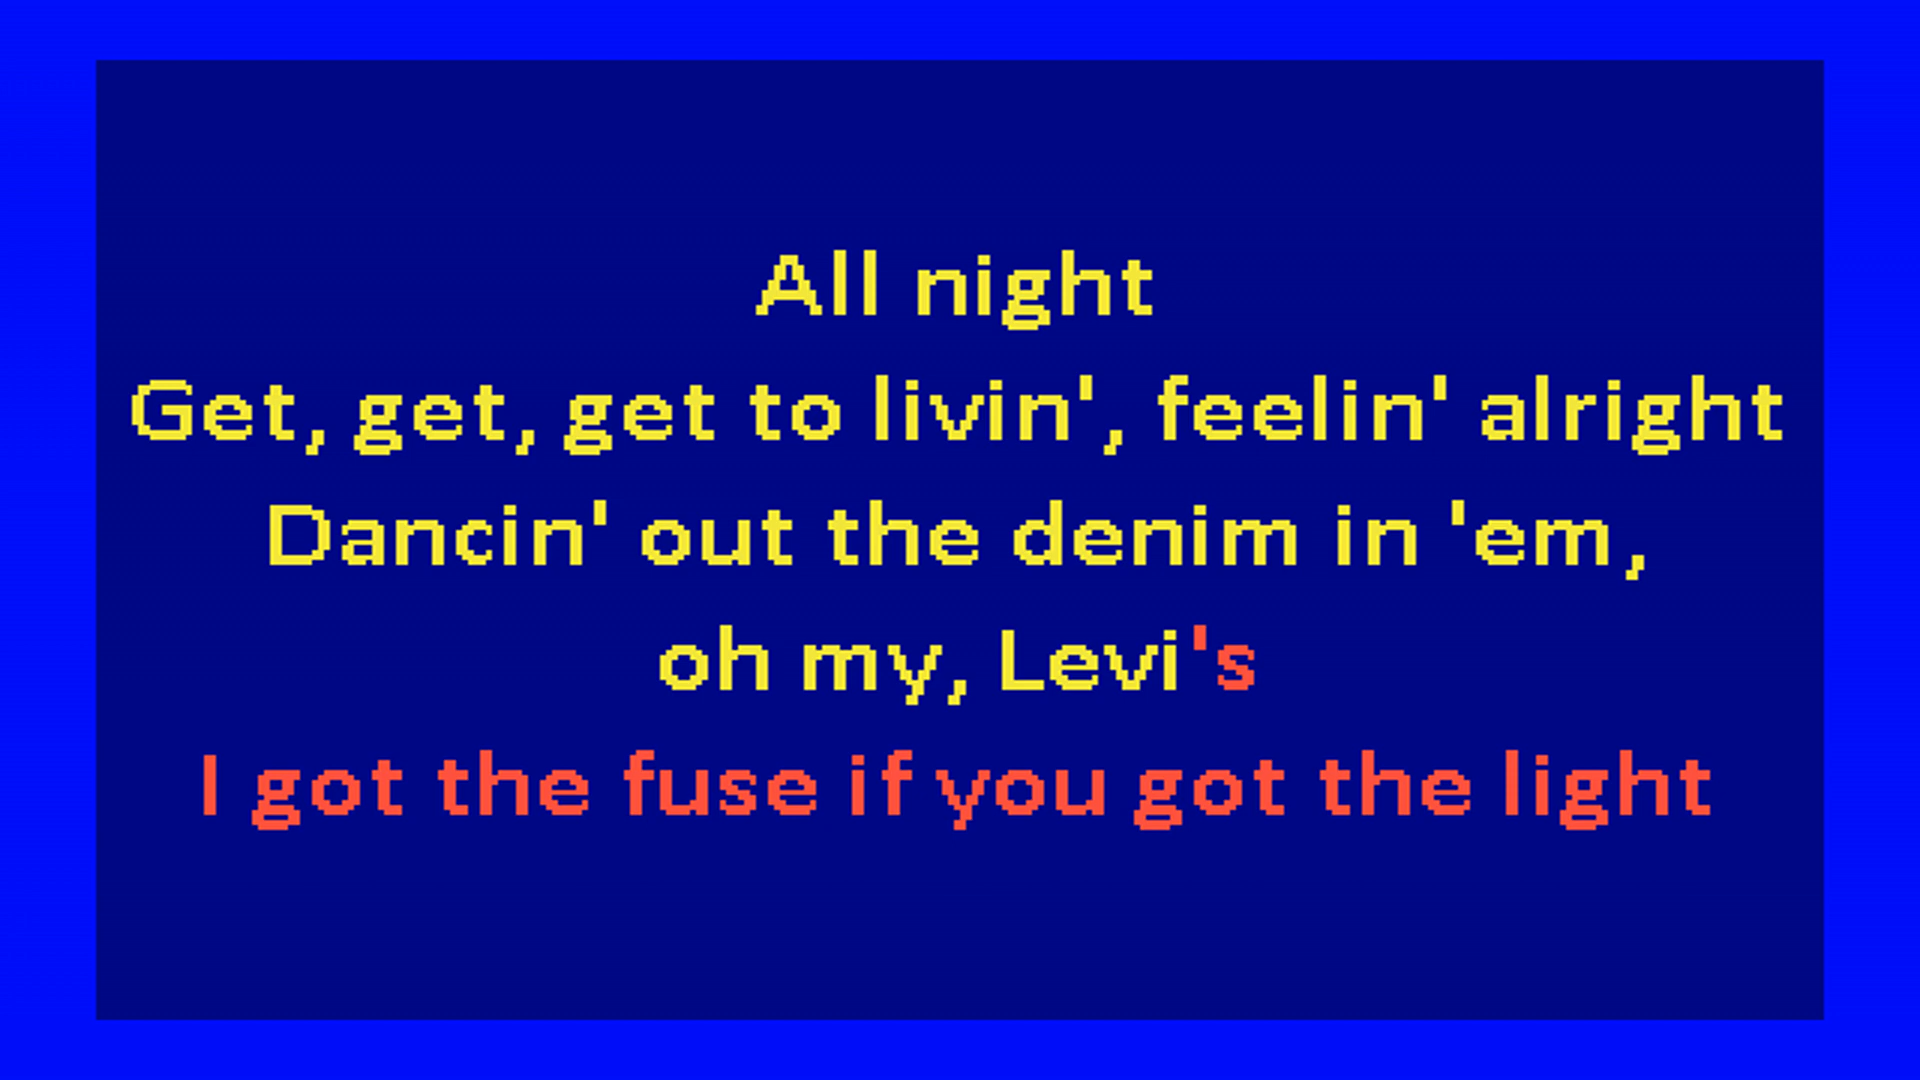 All night
Get, get, get to livin', feelin' alright
Dancin' out the denim in 'em,
oh my, Levi's
I got the fuse if you got the light